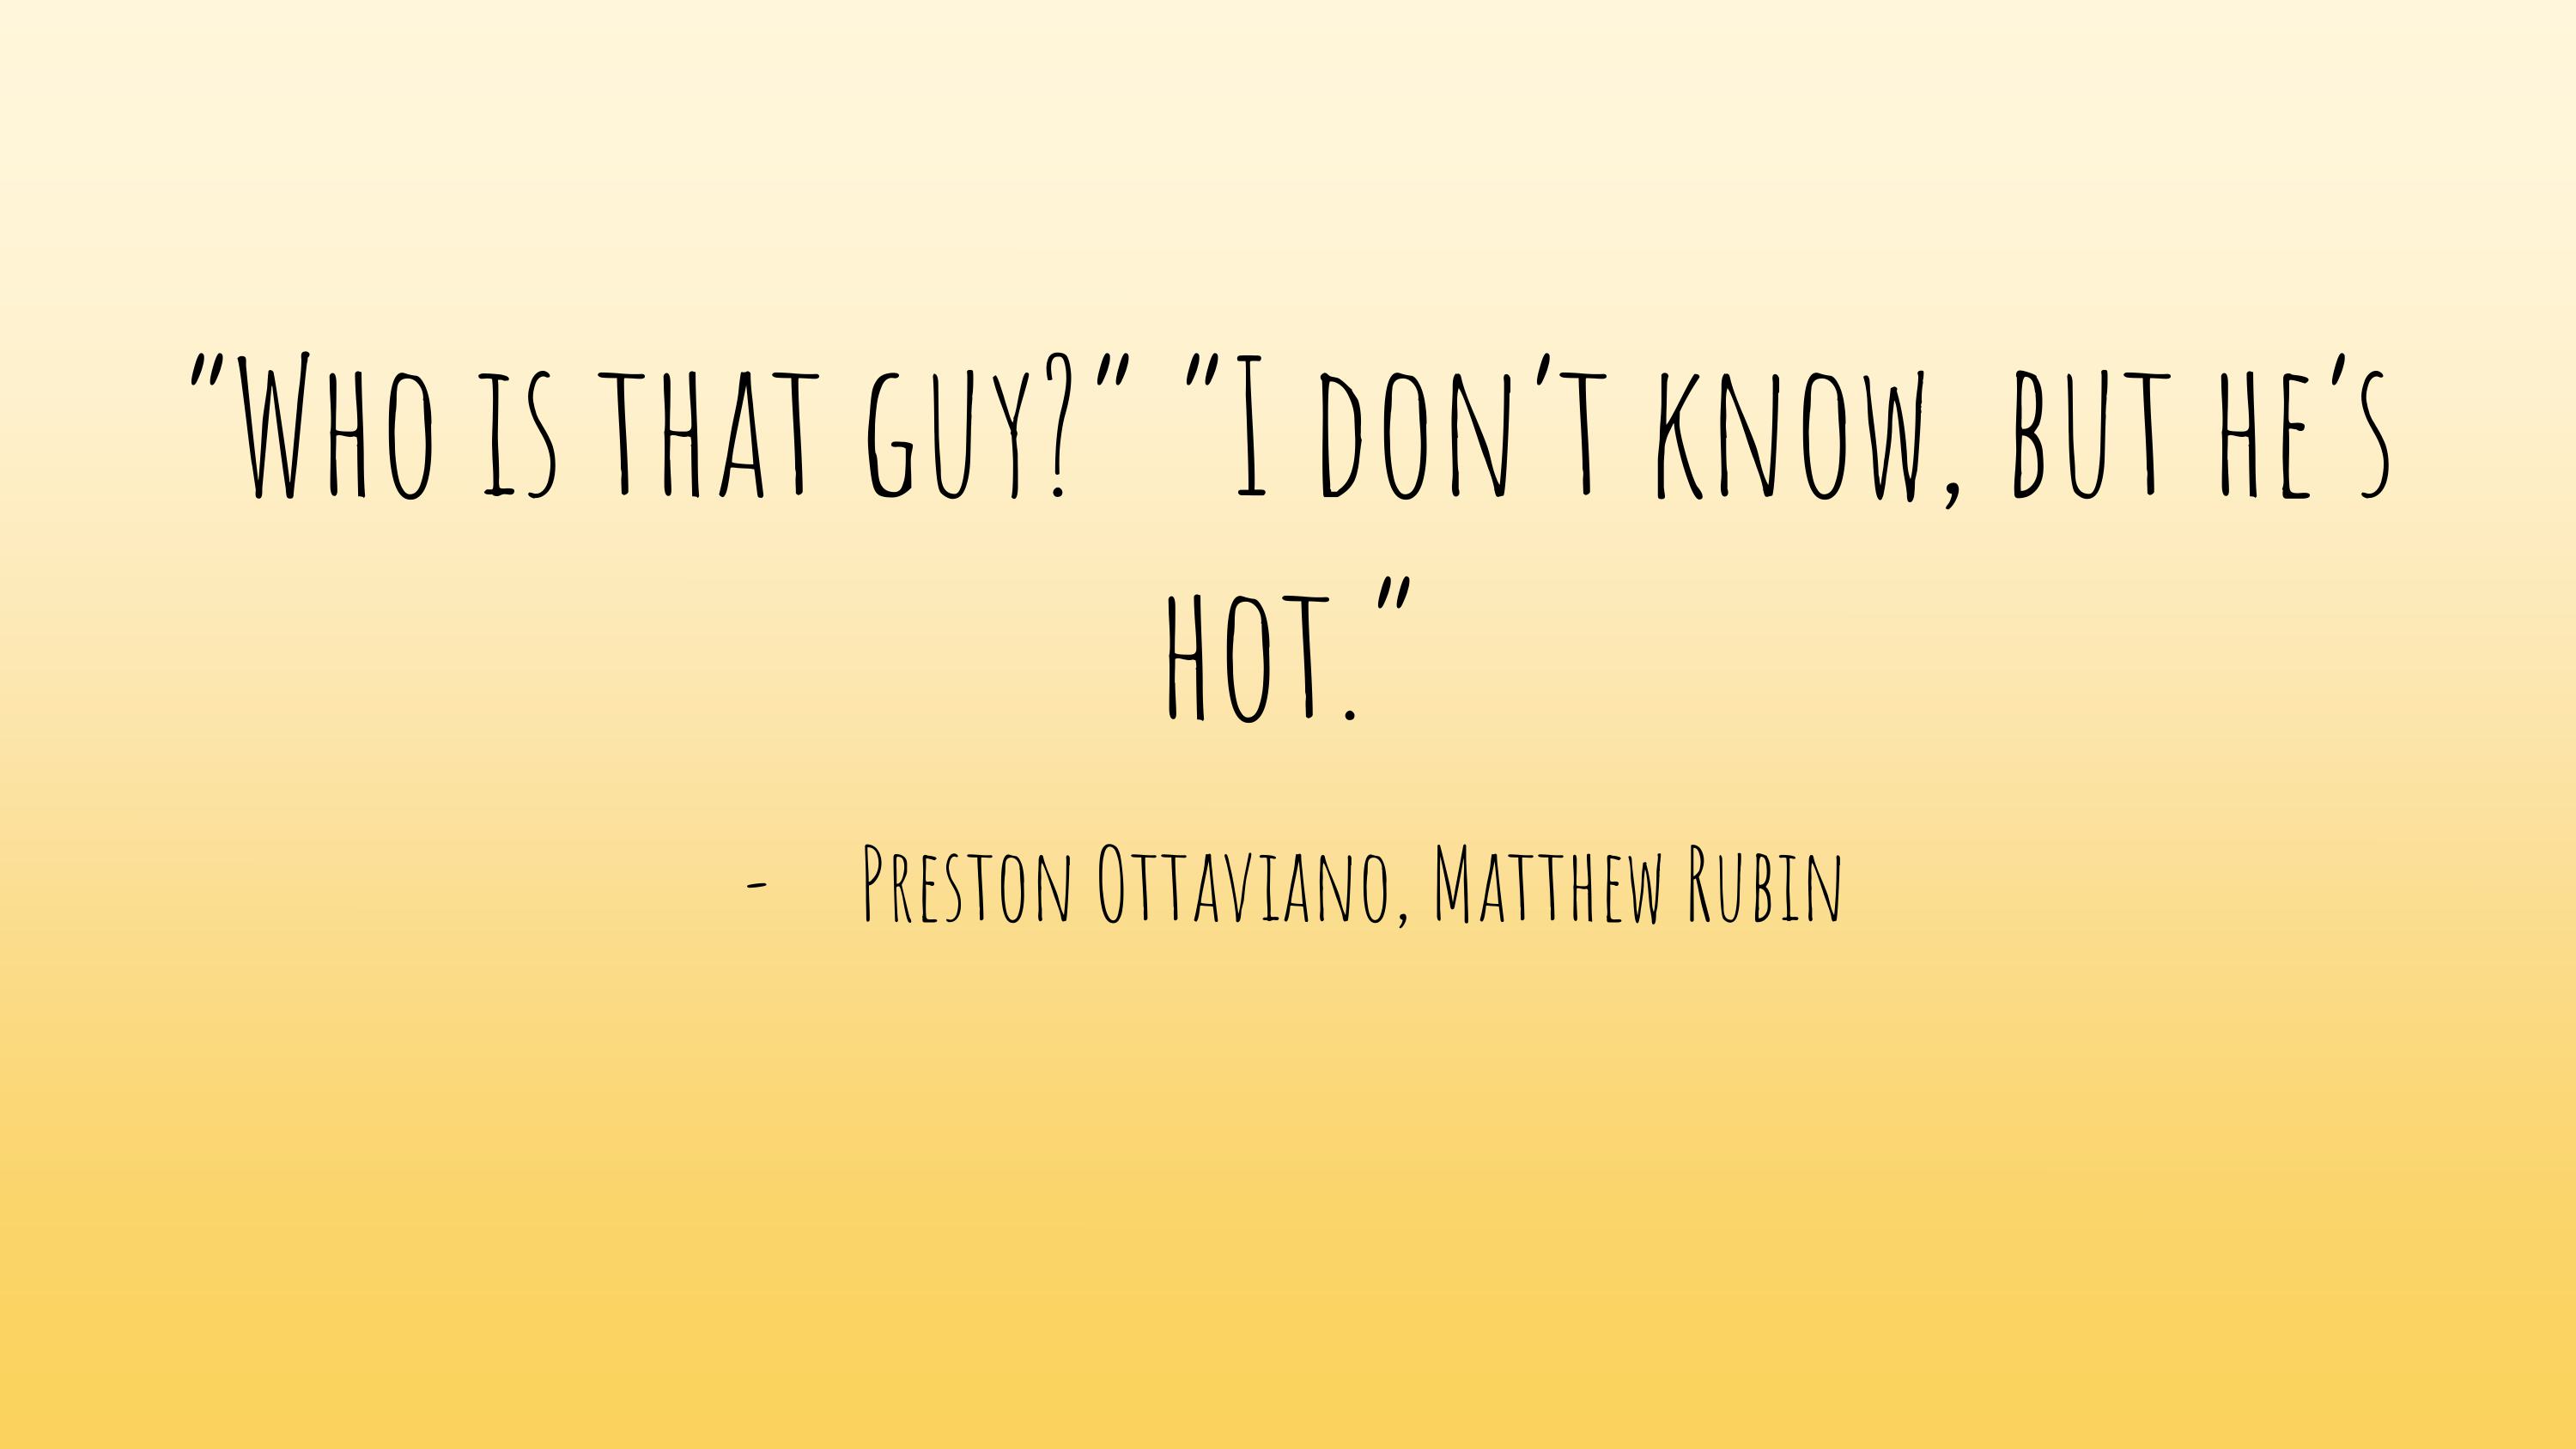 “Who is that guy?” “I don’t know, but he’s
hot.”
- Preston Ottaviano, Matthew Rubin